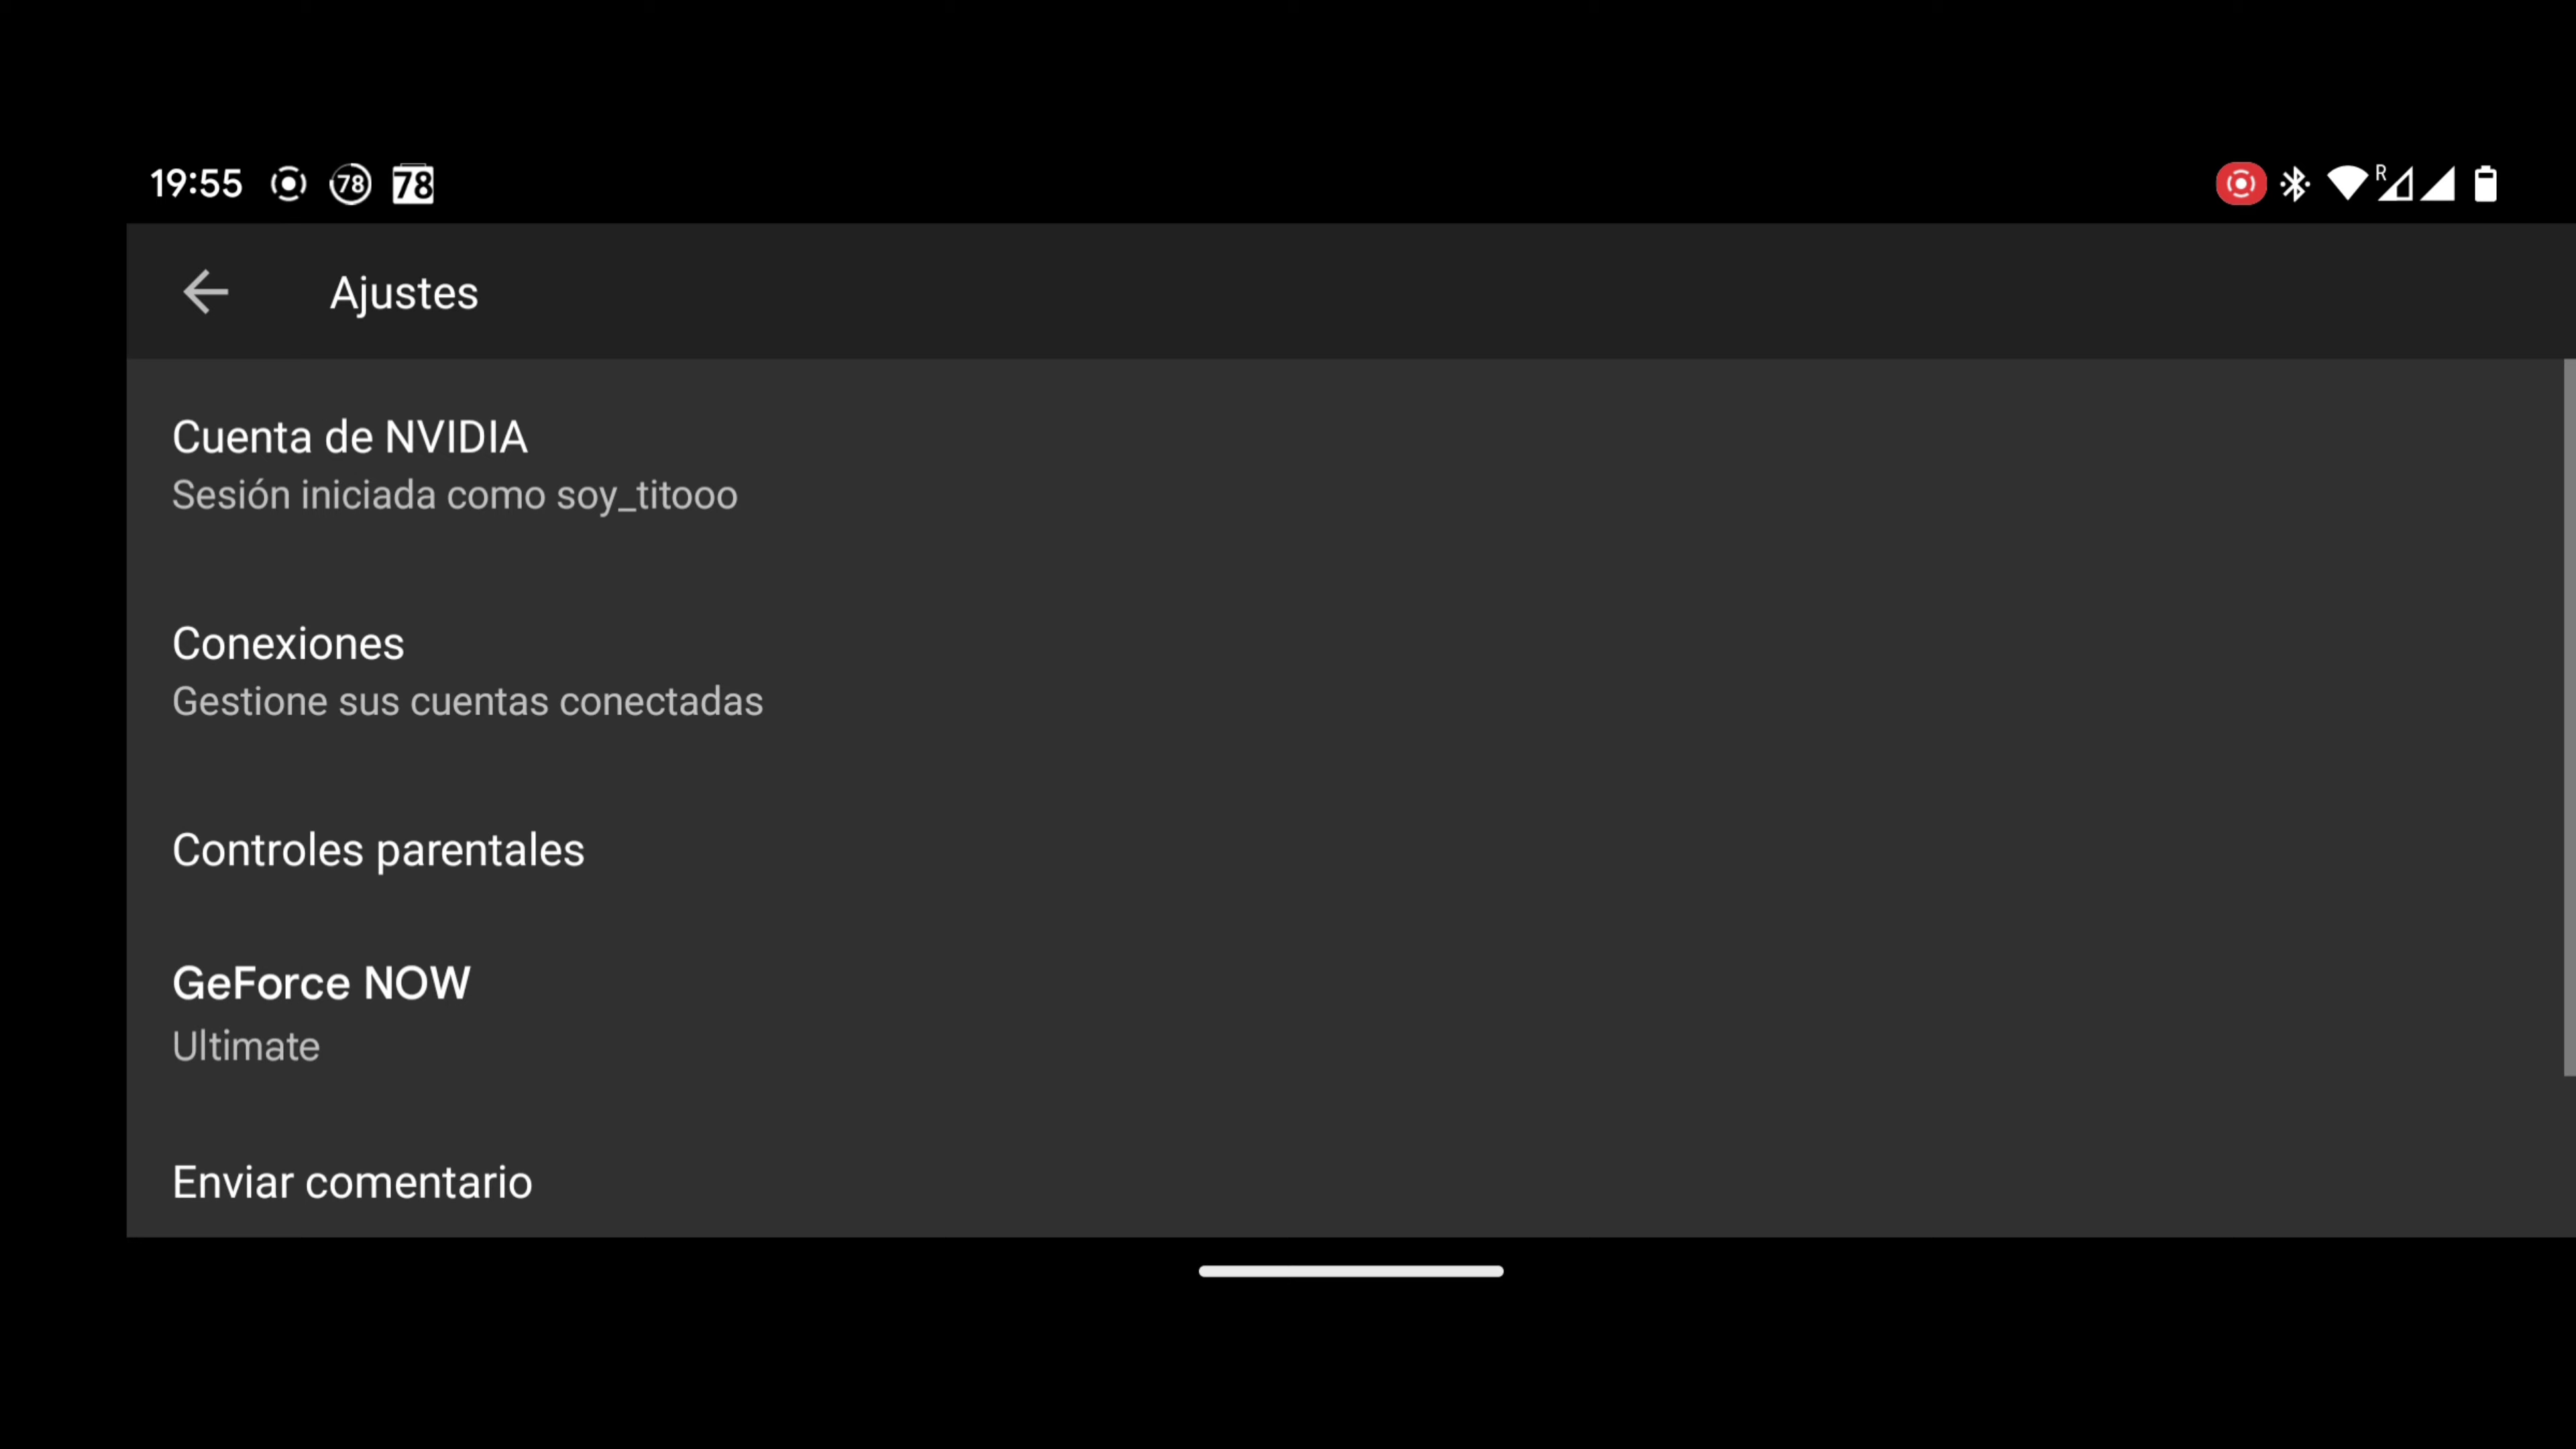 19:55 78 78 R
Ajustes
Cuenta de NVIDIA
Sesión iniciada como soy_titooo
Conexiones
Gestione sus cuentas conectadas
Controles parentales
GeForce NOW
Ultimate
Enviar comentario